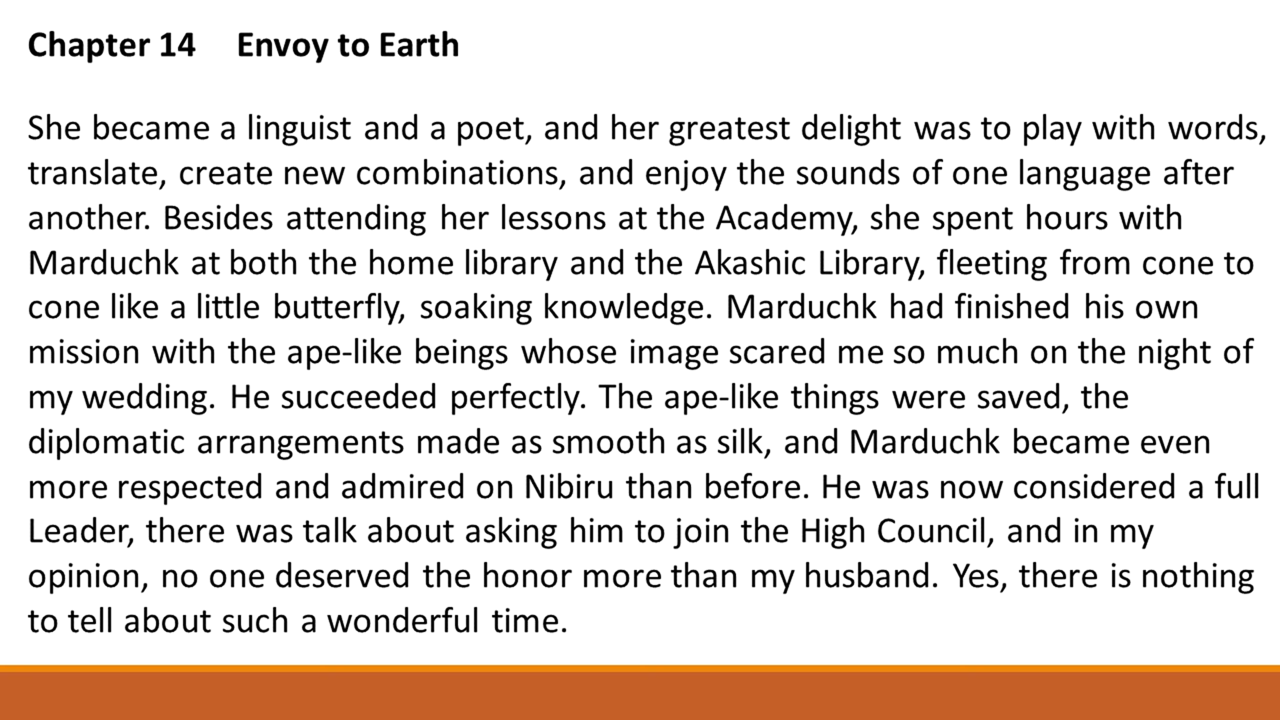 Chapter 14 Envoy to Earth
She became a linguist and a poet, and her greatest delight was to play with words,
translate, create new combinations, and enjoy the sounds of one language after
another. Besides attending her lessons at the Academy, she spent hours with
Marduchk at both the home library and the Akashic Library, fleeting from cone to
cone like a little butterfly, soaking knowledge. Marduchk had finished his own
mission with the ape-like beings whose image scared me so much on the night of
my wedding. He succeeded perfectly. The ape-like things were saved, the
diplomatic arrangements made as smooth as silk, and Marduchk became even
more respected and admired on Nibiru than before. He was now considered a full
Leader, there was talk about asking him to join the High Council, and in my
opinion, no one deserved the honor more than my husband. Yes, there is nothing
to tell about such a wonderful time.